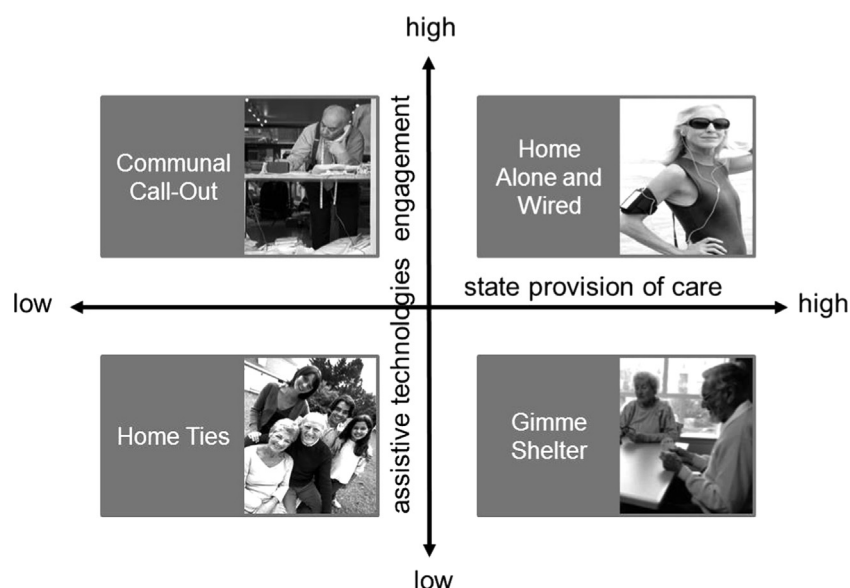 high
Communal
Call-Out
assistive technologies engagement
Home
Alone and
Wired
low
state provision of care
high
Home Ties
Gimme
Shelter
low